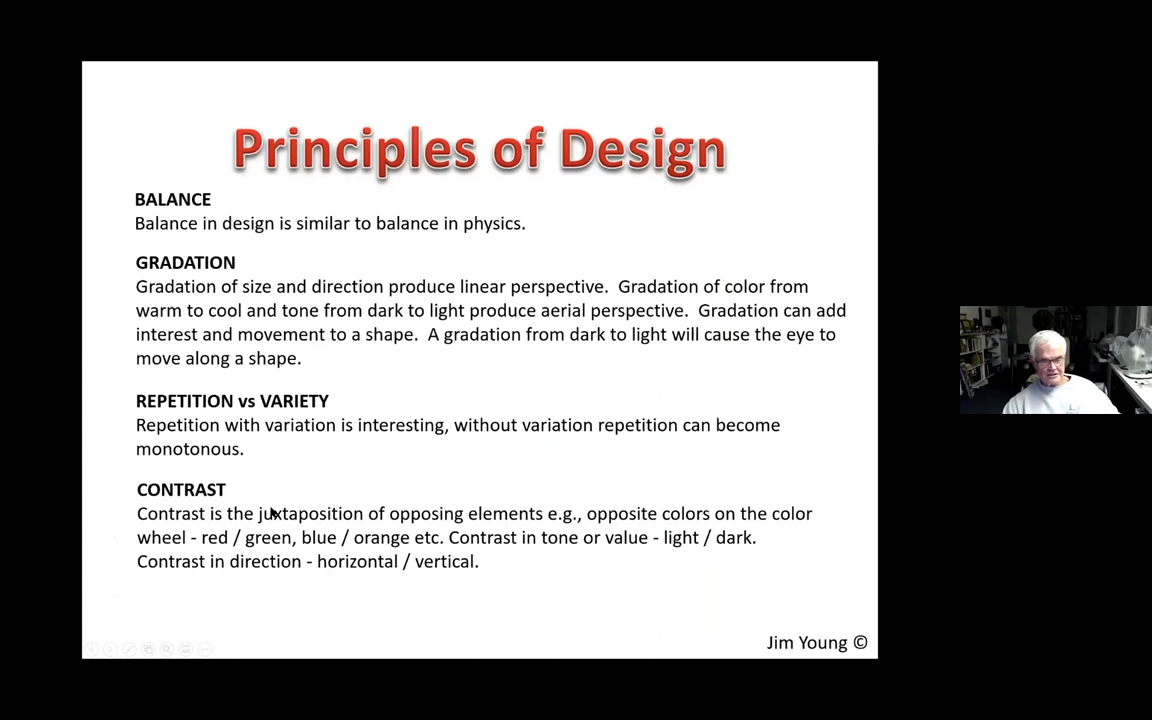 Principles of Design
BALANCE
Balance in design is similar to balance in physics.
GRADATION
Gradation of size and direction produce linear perspective.  Gradation of color from
warm to cool and tone from dark to light produce aerial perspective.  Gradation can add
interest and movement to a shape.  A gradation from dark to light will cause the eye to
move along a shape.
REPETITION vs VARIETY
Repetition with variation is interesting, without variation repetition can become
monotonous.
CONTRAST
Contrast is the juxtaposition of opposing elements e.g., opposite colors on the color
wheel - red / green, blue / orange etc. Contrast in tone or value - light / dark.
Contrast in direction - horizontal / vertical.
Jim Young ©